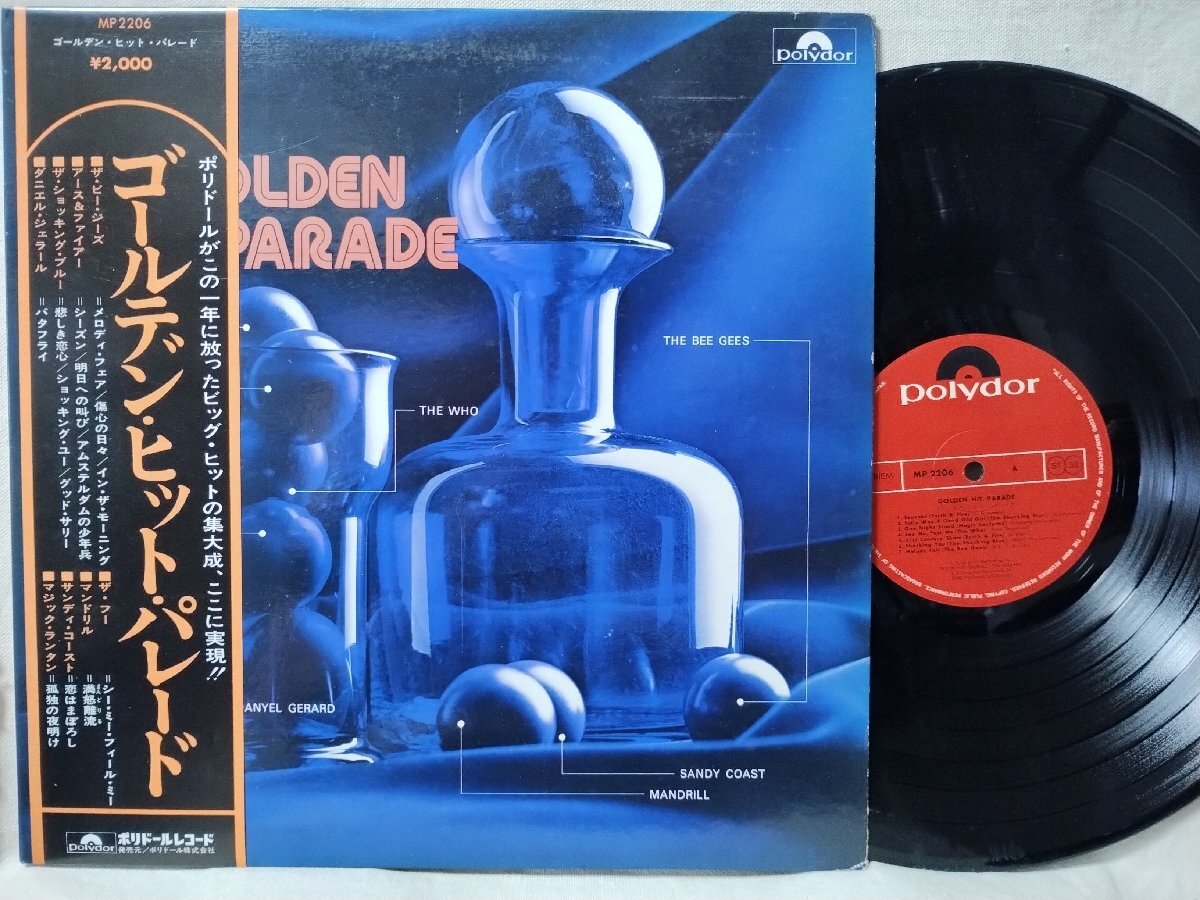 MP2206
ゴールデン・ヒット・パレード
¥2,000
ポリドールがこの一年に放ったビッグ・ヒットの集大成、ここに実現!!
ゴールデン・ヒット・パレード
■ザ・ビー・ジーズ=メロディ・フェア/傷心の日々/イン・ザ・モーニング
■アース&ファイアー=シーズン/明日への叫び/アムステルダムの少年兵
■ザ・ショッキング・ブルー=悲しき恋心/ショッキング・ユー/グッド・サリー
■ダニエル・ジェラール=バタフライ
■ザ・フー=シー・ミー・フィール・ミー
■マンドリル=満怒離流
まんどりる
■サンディ・コースト=恋はまぼろし
■マジック・ランタン=孤独の夜明け
polydor
ポリドールレコード
発売元/ポリドール株式会社
polydor
OLDEN
PARADE
THE BEE GEES
THE WHO
ANYEL GERARD
SANDY COAST
MANDRILL
polydor
BIEM
MP 2206
A
ST 33
GOLDEN HIT PARADE